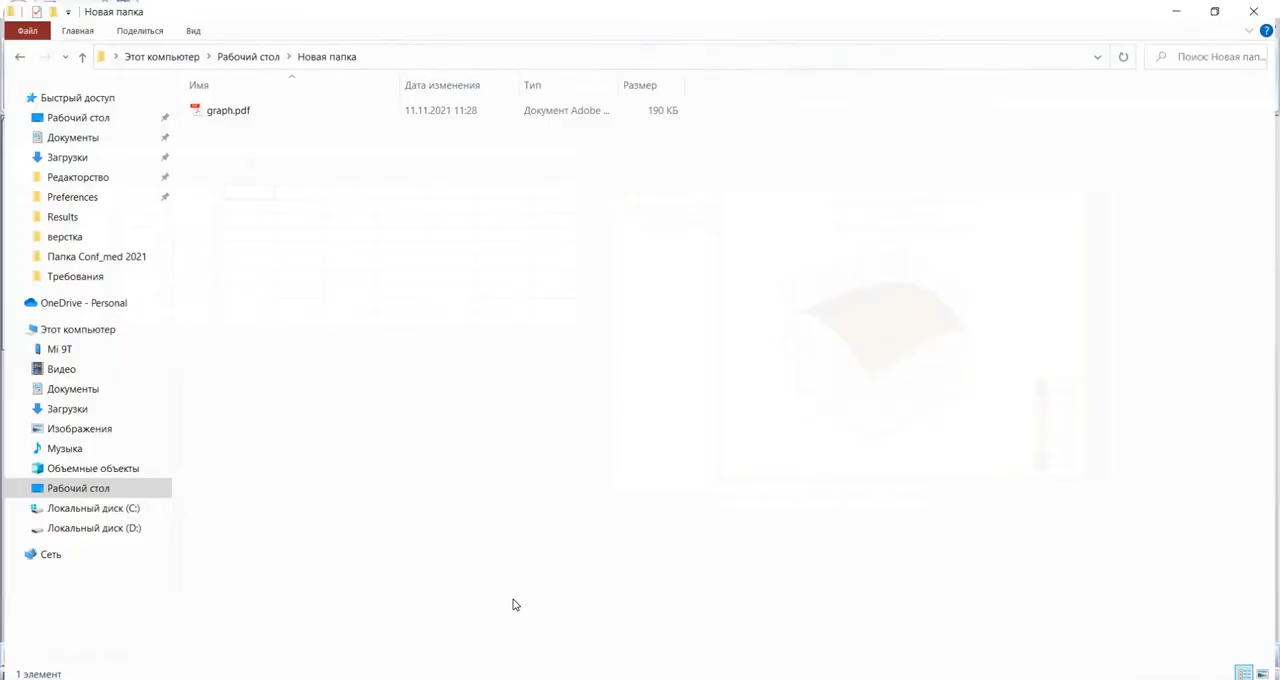 Новая папка
Файл
Главная
Поделиться
Вид
Этот компьютер
Рабочий стол
Новая папка
Поиск: Новая пап...
Имя
Дата изменения
Тип
Размер
graph.pdf
11.11.2021 11:28
Документ Adobe ...
190 КБ
Быстрый доступ
Рабочий стол
Документы
Загрузки
Редакторство
Preferences
Results
верстка
Папка Conf_med 2021
Требования
OneDrive - Personal
Этот компьютер
Mi 9T
Видео
Документы
Загрузки
Изображения
Музыка
Объемные объекты
Рабочий стол
Локальный диск (C:)
Локальный диск (D:)
Сеть
1 элемент